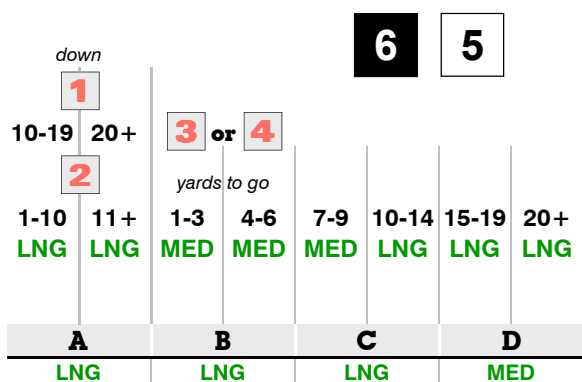 6 5
down
1
10-19 20+ 3 or 4
2 yards to go
1-10 11+ 1-3 4-6 7-9 10-14 15-19 20+
LNG LNG MED MED MED LNG LNG LNG
A B C D
LNG LNG LNG MED